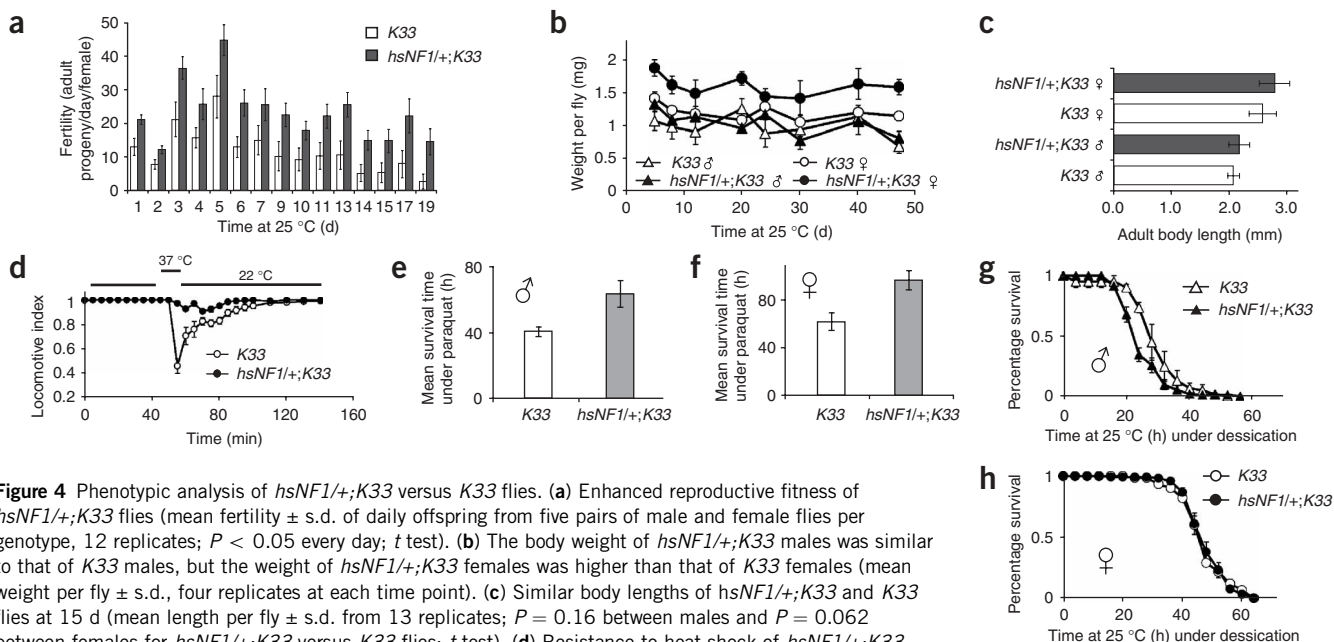 a
Fertility (adult
progeny/day/female)
50
40
30
20
10
0
K33
hsNF1/+;K33
1 2 3 4 5 6 7 9 10 11 13 14 15 17 19
Time at 25 °C (d)
b
Weight per fly (mg)
2
1.5
1
0.5
0
K33 ♂
K33 ♀
hsNF1/+;K33 ♂
hsNF1/+;K33 ♀
0 10 20 30 40 50
Time at 25 °C (d)
c
hsNF1/+;K33 ♀
K33 ♀
hsNF1/+;K33 ♂
K33 ♂
0.0 1.0 2.0 3.0
Adult body length (mm)
d
37 °C
22 °C
Locomotive index
1
0.8
0.6
0.4
0.2
K33
hsNF1/+;K33
0 40 80 120 160
Time (min)
e
Mean survival time
under paraquat (h)
80
40
0
♂
K33 hsNF1/+;K33
f
Mean survival time
under paraquat (h)
80
40
0
♀
K33 hsNF1/+;K33
g
Percentage survival
1
0.5
0
K33
hsNF1/+;K33
♂
0 20 40 60
Time at 25 °C (h) under dessication
h
Percentage survival
1
0.5
0
K33
hsNF1/+;K33
♀
0 20 40 60
Time at 25 °C (h) under dessication
Figure 4 Phenotypic analysis of hsNF1/+;K33 versus K33 flies. (a) Enhanced reproductive fitness of
hsNF1/+;K33 flies (mean fertility ± s.d. of daily offspring from five pairs of male and female flies per
genotype, 12 replicates; P < 0.05 every day; t test). (b) The body weight of hsNF1/+;K33 males was similar
to that of K33 males, but the weight of hsNF1/+;K33 females was higher than that of K33 females (mean
weight per fly ± s.d., four replicates at each time point). (c) Similar body lengths of hsNF1/+;K33 and K33
flies at 15 d (mean length per fly ± s.d. from 13 replicates; P = 0.16 between males and P = 0.062
between females for hsNF1/+;K33 versus K33 flies; t test). (d) Resistance to heat shock of hsNF1/+;K33